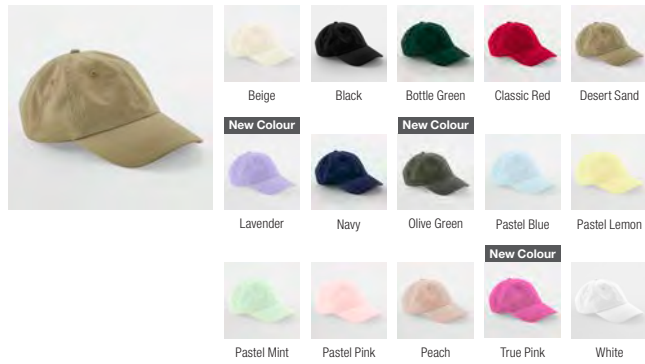 Beige
Black
Bottle Green
Classic Red
Desert Sand
New Colour
New Colour
Lavender
Navy
Olive Green
Pastel Blue
Pastel Lemon
New Colour
Pastel Mint
Pastel Pink
Peach
True Pink
White